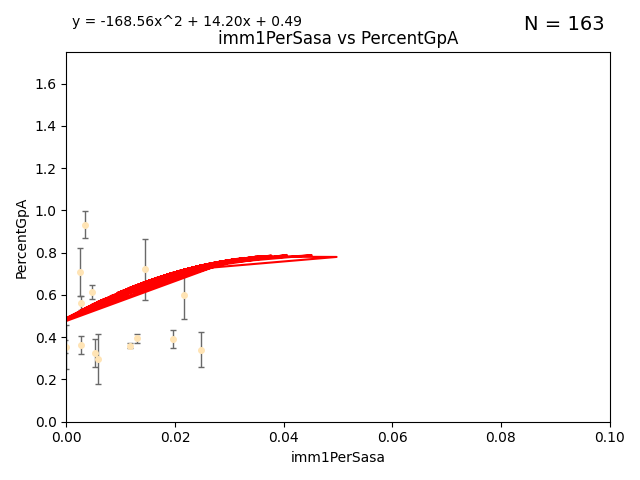 y = -168.56x^2 + 14.20x + 0.49
N = 163
imm1PerSasa vs PercentGpA
1.6
1.4
1.2
1.0
0.8
0.6
0.4
0.2
0.0
PercentGpA
0.00 0.02 0.04 0.06 0.08 0.10
imm1PerSasa